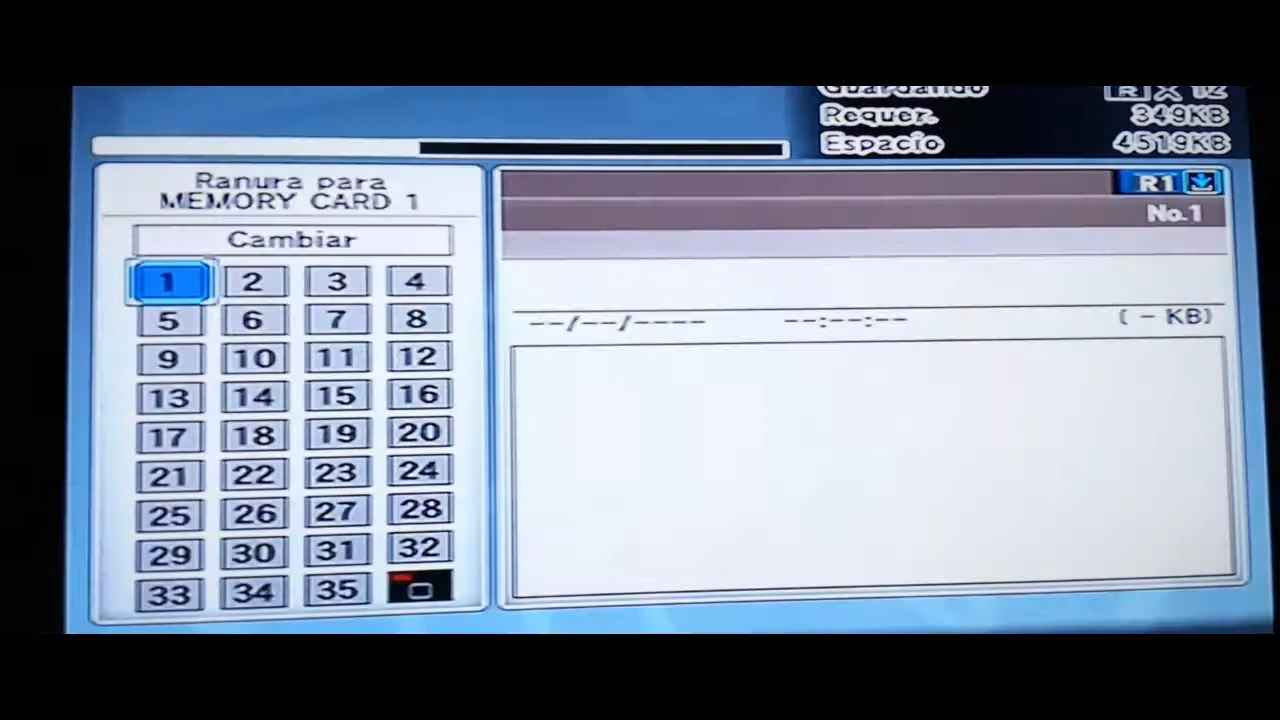 Guardando R x 12
Requer. 349KB
Espacio 4519KB
Ranura para
MEMORY CARD 1
Cambiar
1 2 3 4
5 6 7 8
9 10 11 12
13 14 15 16
17 18 19 20
21 22 23 24
25 26 27 28
29 30 31 32
33 34 35
R1
No.1
--/--/---- --:--:-- ( - KB)